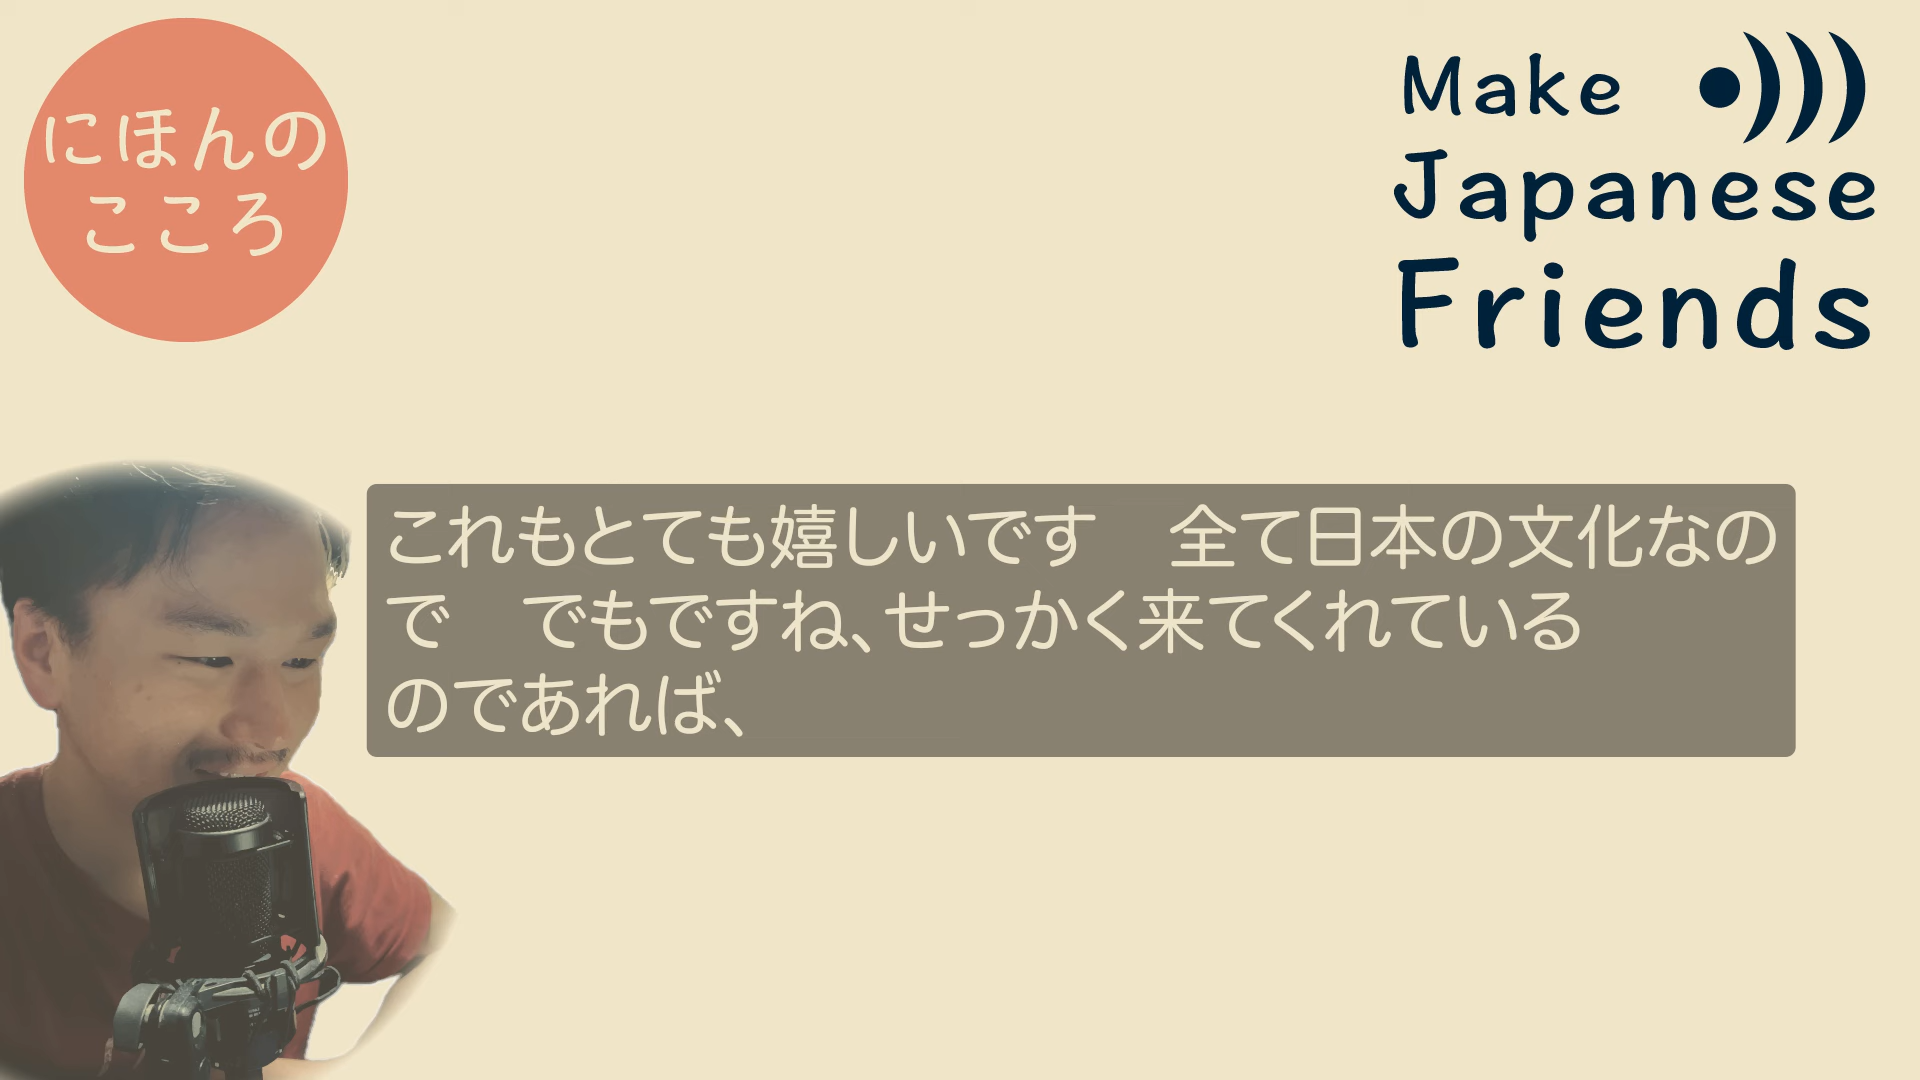 にほんの
こころ
Make
Japanese
Friends
これもとても嬉しいです　全て日本の文化なの
で　でもですね、せっかく来てくれている
のであれば、